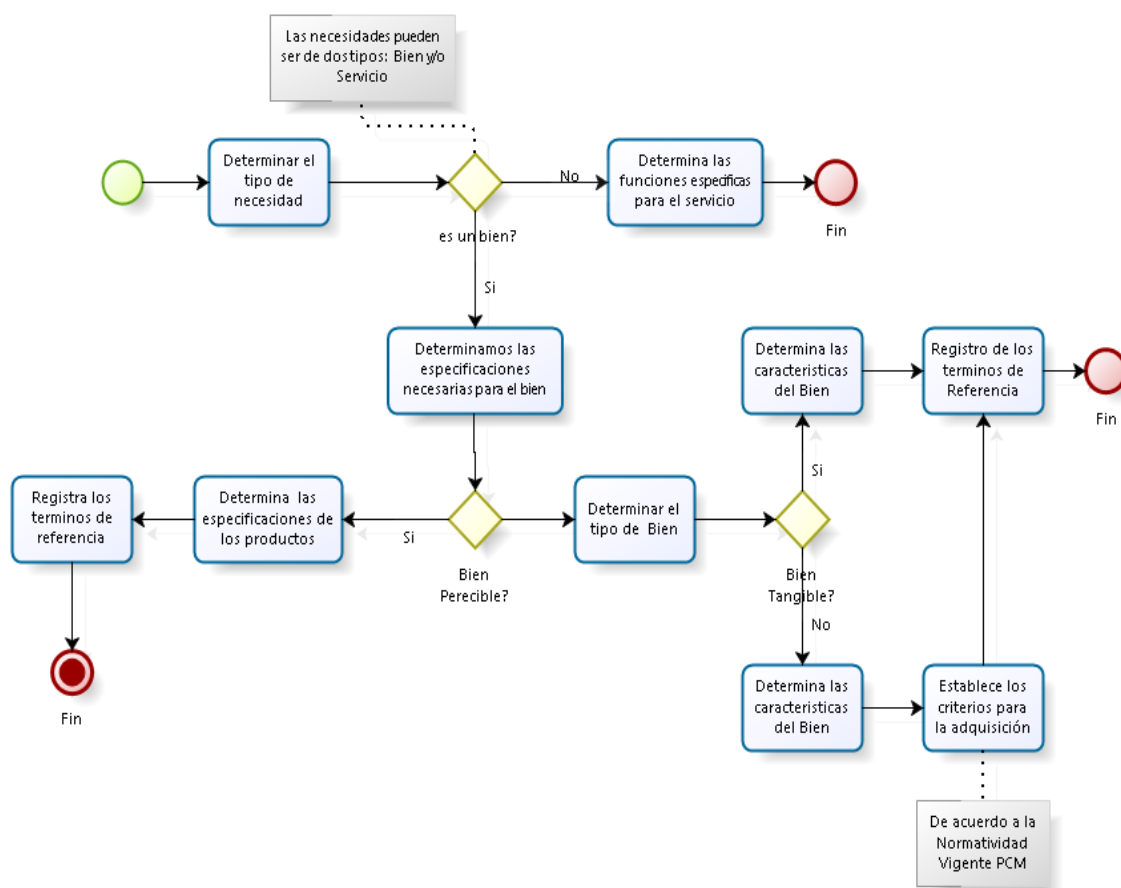 Las necesidades pueden
ser de dos tipos: Bien y/o
Servicio
Determinar el
tipo de
necesidad
es un bien?
No
Determina las
funciones especificas
para el servicio
Fin
Si
Determinamos las
especificaciones
necesarias para el bien
Determina las
caracteristicas
del Bien
Registro de los
terminos de
Referencia
Fin
Registra los
terminos de
referencia
Determina las
especificaciones de
los productos
Si
Bien
Perecible?
Determinar el
tipo de Bien
Si
Bien
Tangible?
No
Fin
Determina las
caracteristicas
del Bien
Establece los
criterios para
la adquisición
De acuerdo a la
Normatividad
Vigente PCM